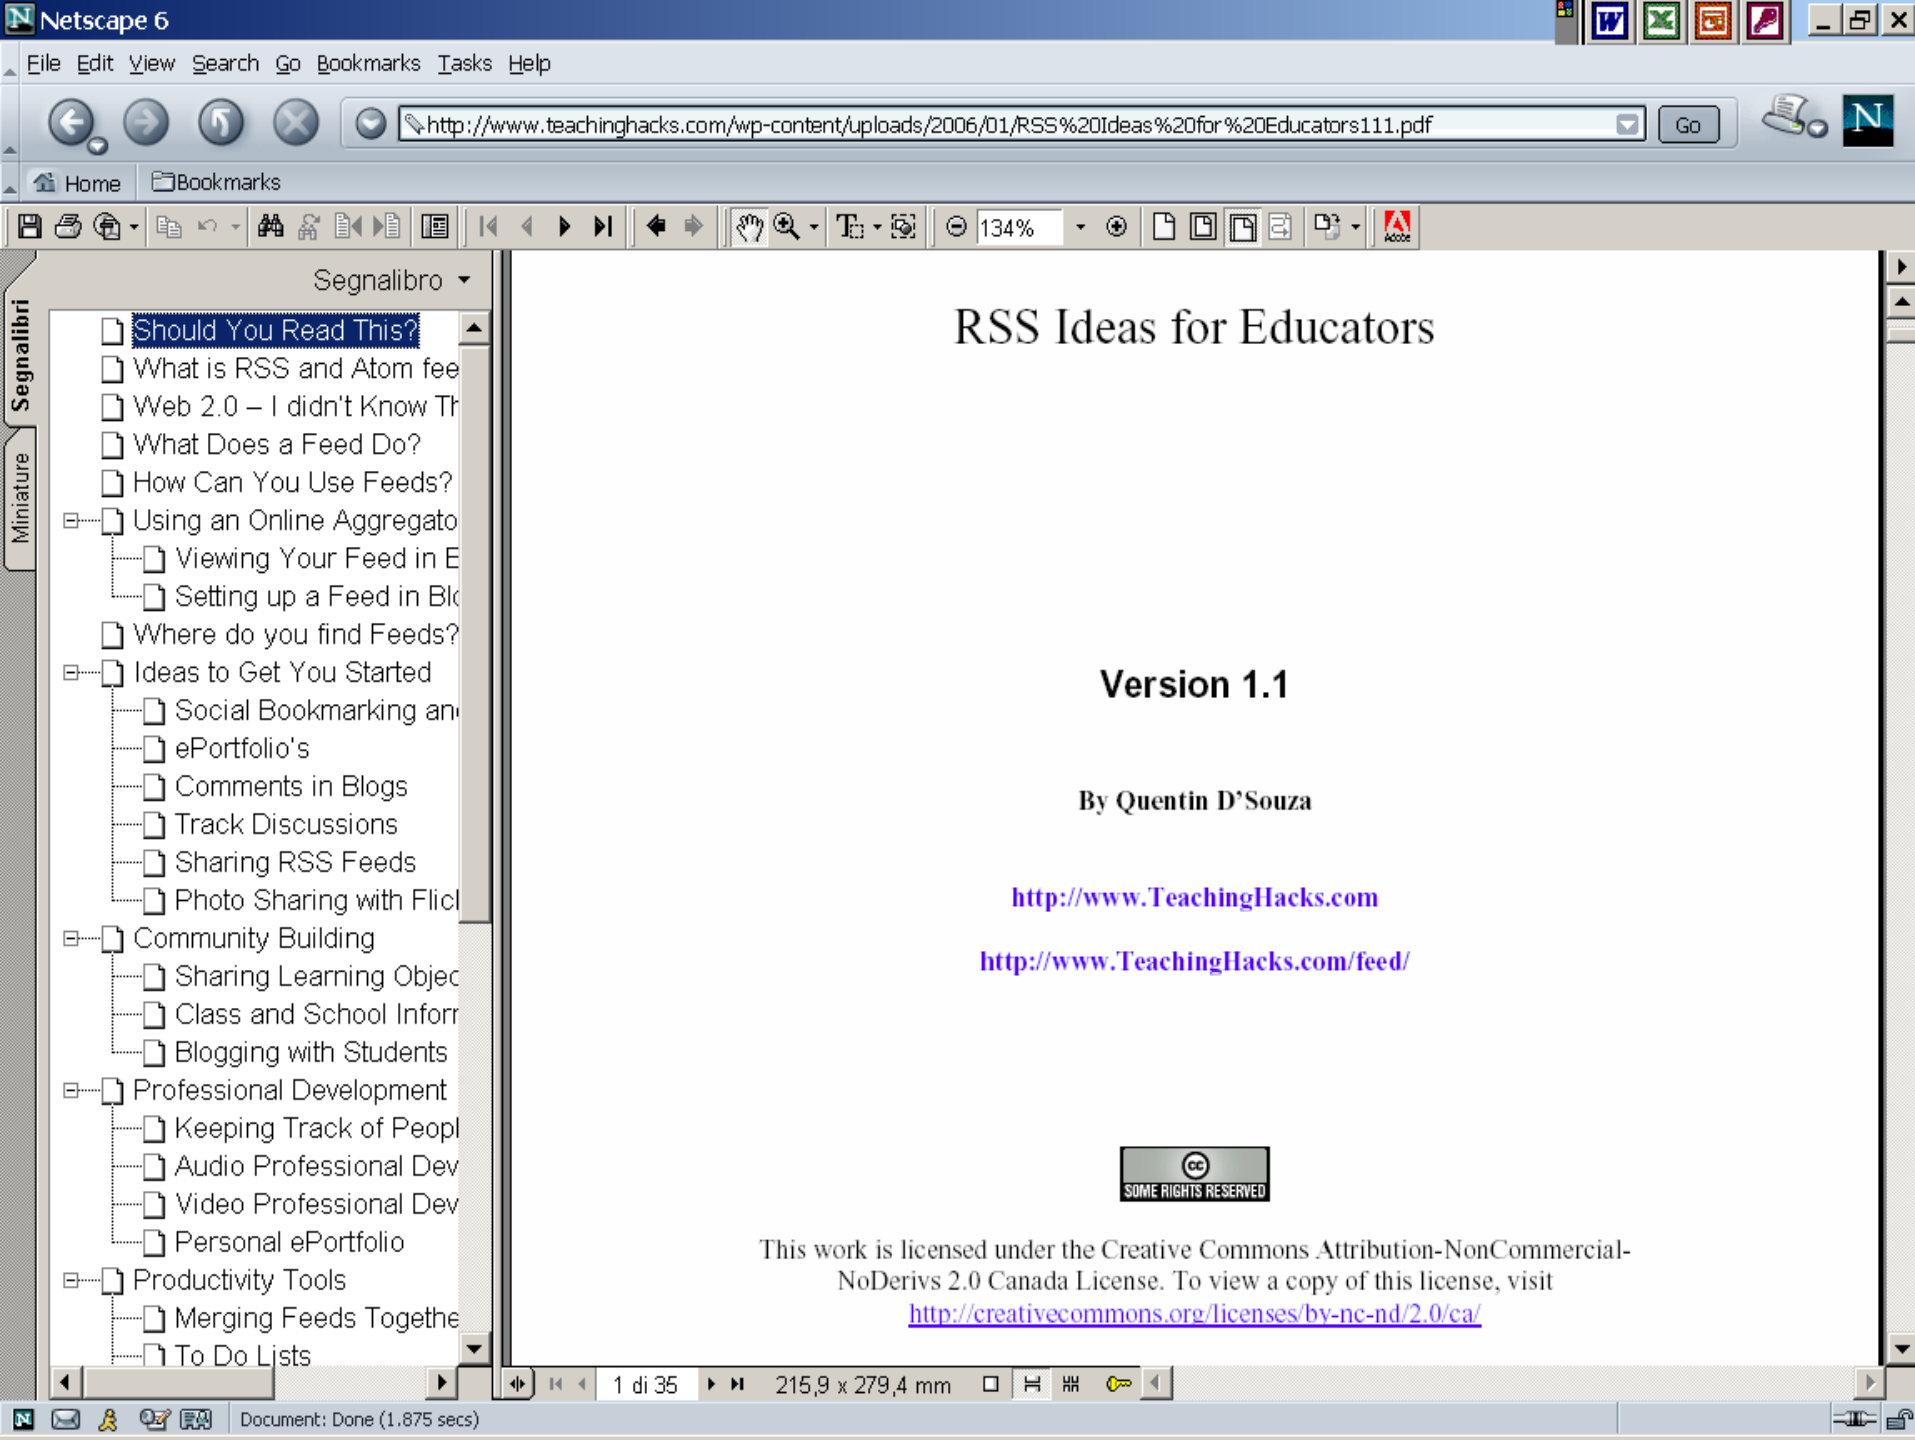 Netscape 6
File Edit View Search Go Bookmarks Tasks Help
http://www.teachinghacks.com/wp-content/uploads/2006/01/RSS%20Ideas%20for%20Educators111.pdf
Go
N
Home Bookmarks
134%
Adobe
Segnalibri
Miniature
Segnalibro
Should You Read This?
What is RSS and Atom fee
Web 2.0 – I didn't Know Th
What Does a Feed Do?
How Can You Use Feeds?
Using an Online Aggregato
Viewing Your Feed in E
Setting up a Feed in Blo
Where do you find Feeds?
Ideas to Get You Started
Social Bookmarking and
ePortfolio's
Comments in Blogs
Track Discussions
Sharing RSS Feeds
Photo Sharing with Flick
Community Building
Sharing Learning Objec
Class and School Inform
Blogging with Students
Professional Development
Keeping Track of Peopl
Audio Professional Dev
Video Professional Dev
Personal ePortfolio
Productivity Tools
Merging Feeds Togethe
To Do Lists
RSS Ideas for Educators
Version 1.1
By Quentin D'Souza
http://www.TeachingHacks.com
http://www.TeachingHacks.com/feed/
cc
SOME RIGHTS RESERVED
This work is licensed under the Creative Commons Attribution-NonCommercial-
NoDerivs 2.0 Canada License. To view a copy of this license, visit
http://creativecommons.org/licenses/by-nc-nd/2.0/ca/
1 di 35 215,9 x 279,4 mm
Document: Done (1.875 secs)